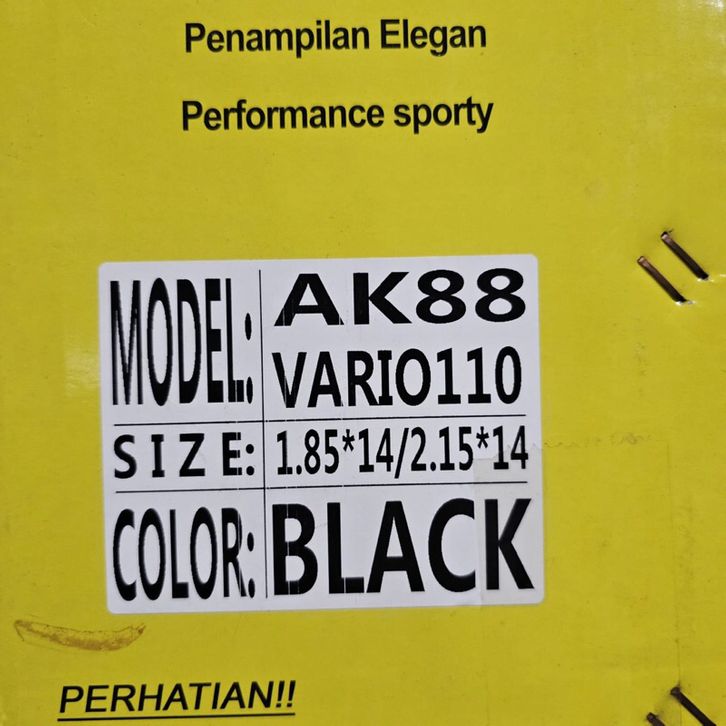 Penampilan Elegan
Performance sporty
MODEL: AK88
VARIO110
SIZE: 1.85*14/2.15*14
COLOR: BLACK
PERHATIAN!!